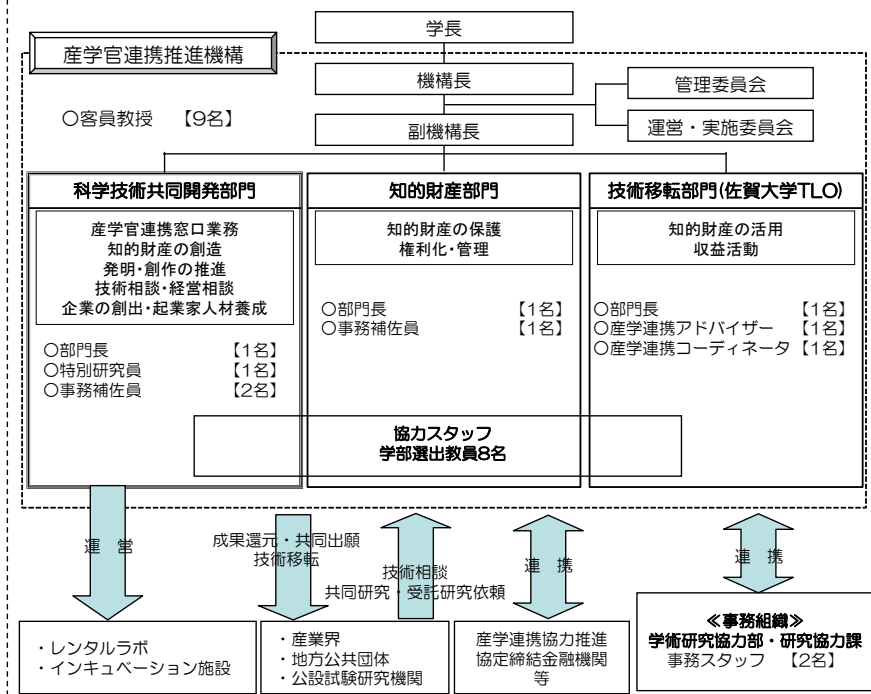 学長
産学官連携推進機構
機構長
管理委員会
○客員教授 【9名】
副機構長
運営・実施委員会
科学技術共同開発部門
産学官連携窓口業務
知的財産の創造
発明・創作の推進
技術相談・経営相談
企業の創出・起業家人材養成
○部門長 【1名】
○特別研究員 【1名】
○事務補佐員 【2名】
知的財産部門
知的財産の保護
権利化・管理
○部門長 【1名】
○事務補佐員 【1名】
技術移転部門(佐賀大学TLO)
知的財産の活用
収益活動
○部門長 【1名】
○産学連携アドバイザー 【1名】
○産学連携コーディネータ 【1名】
協力スタッフ
学部選出教員8名
運 営
成果還元・共同出願
技術移転
技術相談
共同研究・受託研究依頼
連 携
連 携
・レンタルラボ
・インキュベーション施設
・産業界
・地方公共団体
・公設試験研究機関
産学連携協力推進
協定締結金融機関
等
≪事務組織≫
学術研究協力部・研究協力課
事務スタッフ 【2名】